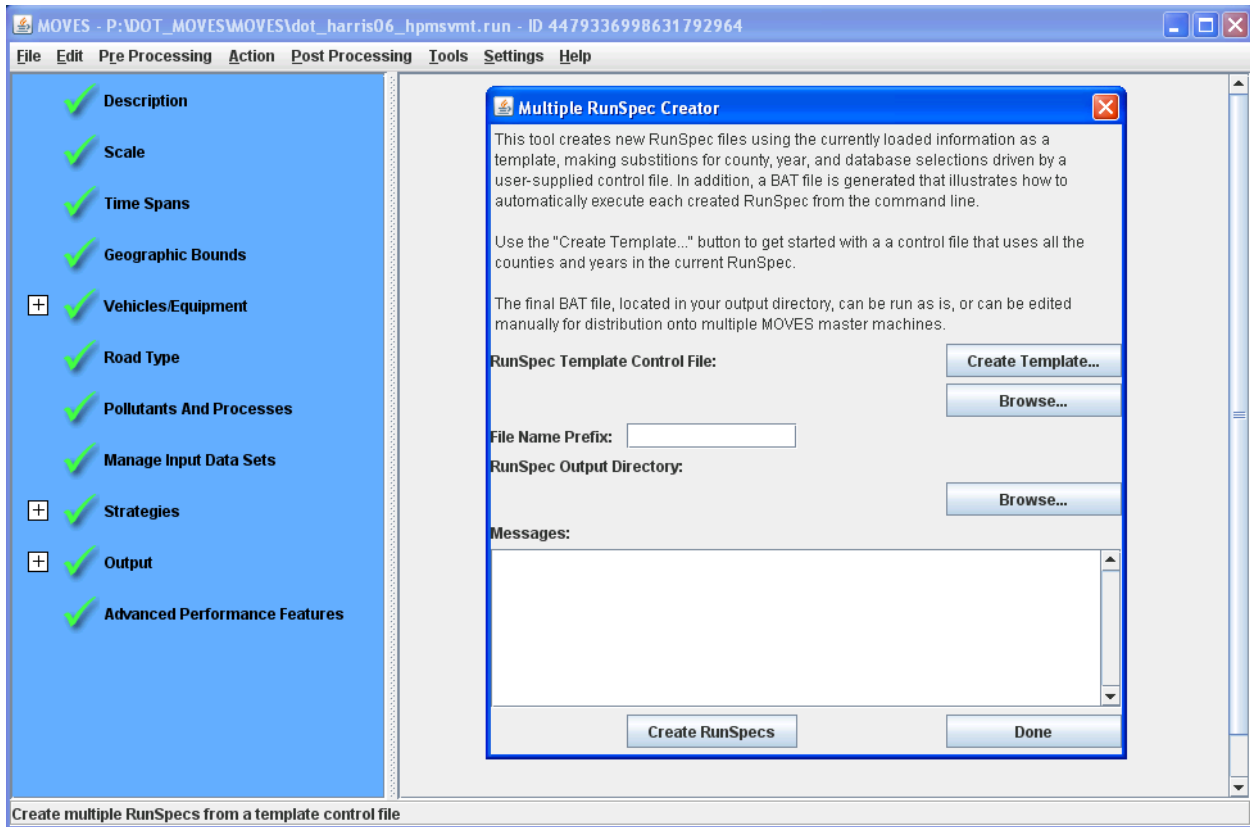 MOVES - P:\DOT_MOVES\MOVES\dot_harris06_hpmsvmt.run - ID 4479336998631792964
File Edit Pre Processing Action Post Processing Tools Settings Help
Description
Scale
Time Spans
Geographic Bounds
Vehicles/Equipment
Road Type
Pollutants And Processes
Manage Input Data Sets
Strategies
Output
Advanced Performance Features
Multiple RunSpec Creator
This tool creates new RunSpec files using the currently loaded information as a
template, making substitions for county, year, and database selections driven by a
user-supplied control file. In addition, a BAT file is generated that illustrates how to
automatically execute each created RunSpec from the command line.
Use the "Create Template..." button to get started with a a control file that uses all the
counties and years in the current RunSpec.
The final BAT file, located in your output directory, can be run as is, or can be edited
manually for distribution onto multiple MOVES master machines.
RunSpec Template Control File: Create Template...
Browse...
File Name Prefix:
RunSpec Output Directory:
Browse...
Messages:
Create RunSpecs Done
Create multiple RunSpecs from a template control file